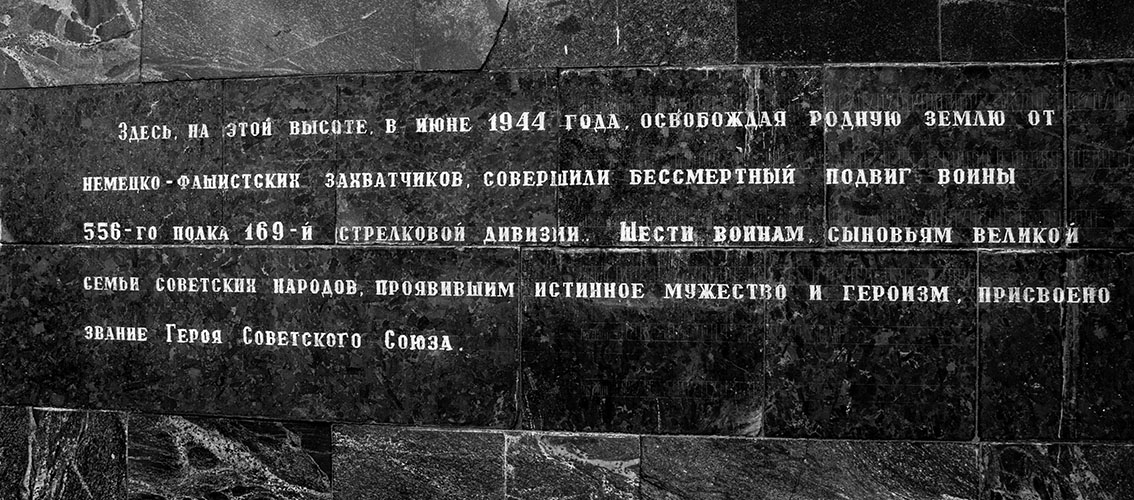 Здесь, на этой высоте, в июне 1944 года, освобождая родную землю от
немецко-фашистских захватчиков, совершили бессмертный подвиг воины
556-го полка 169-й стрелковой дивизии. Шести воинам, сыновьям великой
семьи советских народов, проявившим истинное мужество и героизм, присвоено
звание Героя Советского Союза.